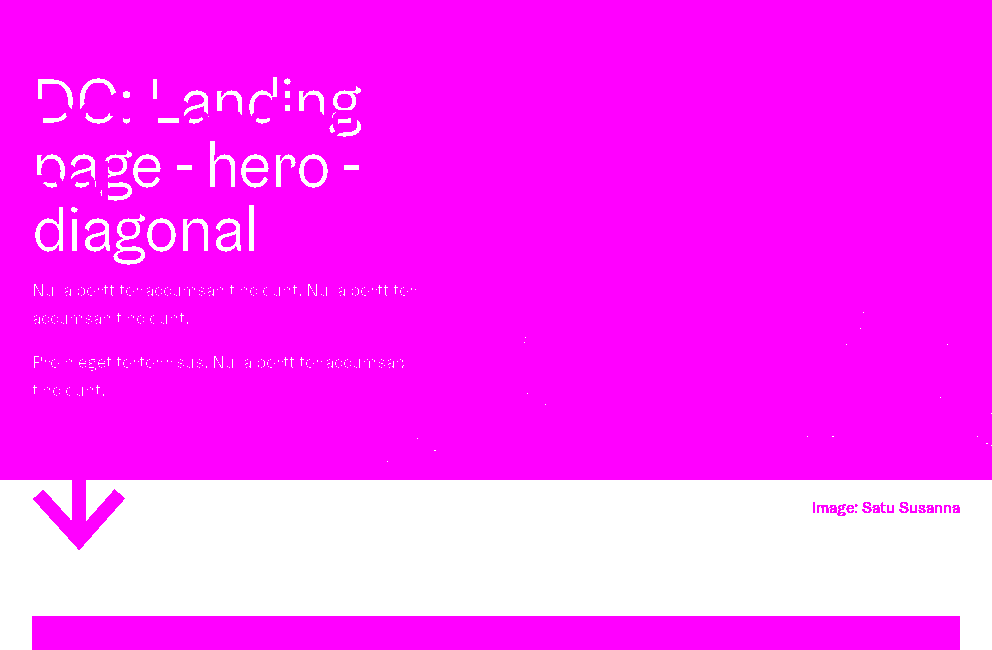 DC: Landing
page - hero -
diagonal
Nulla porttitor accumsan tincidunt. Nulla porttitor
accumsan tincidunt.
Proin eget tortor risus. Nulla porttitor accumsan
tincidunt.
Image: Satu Susanna